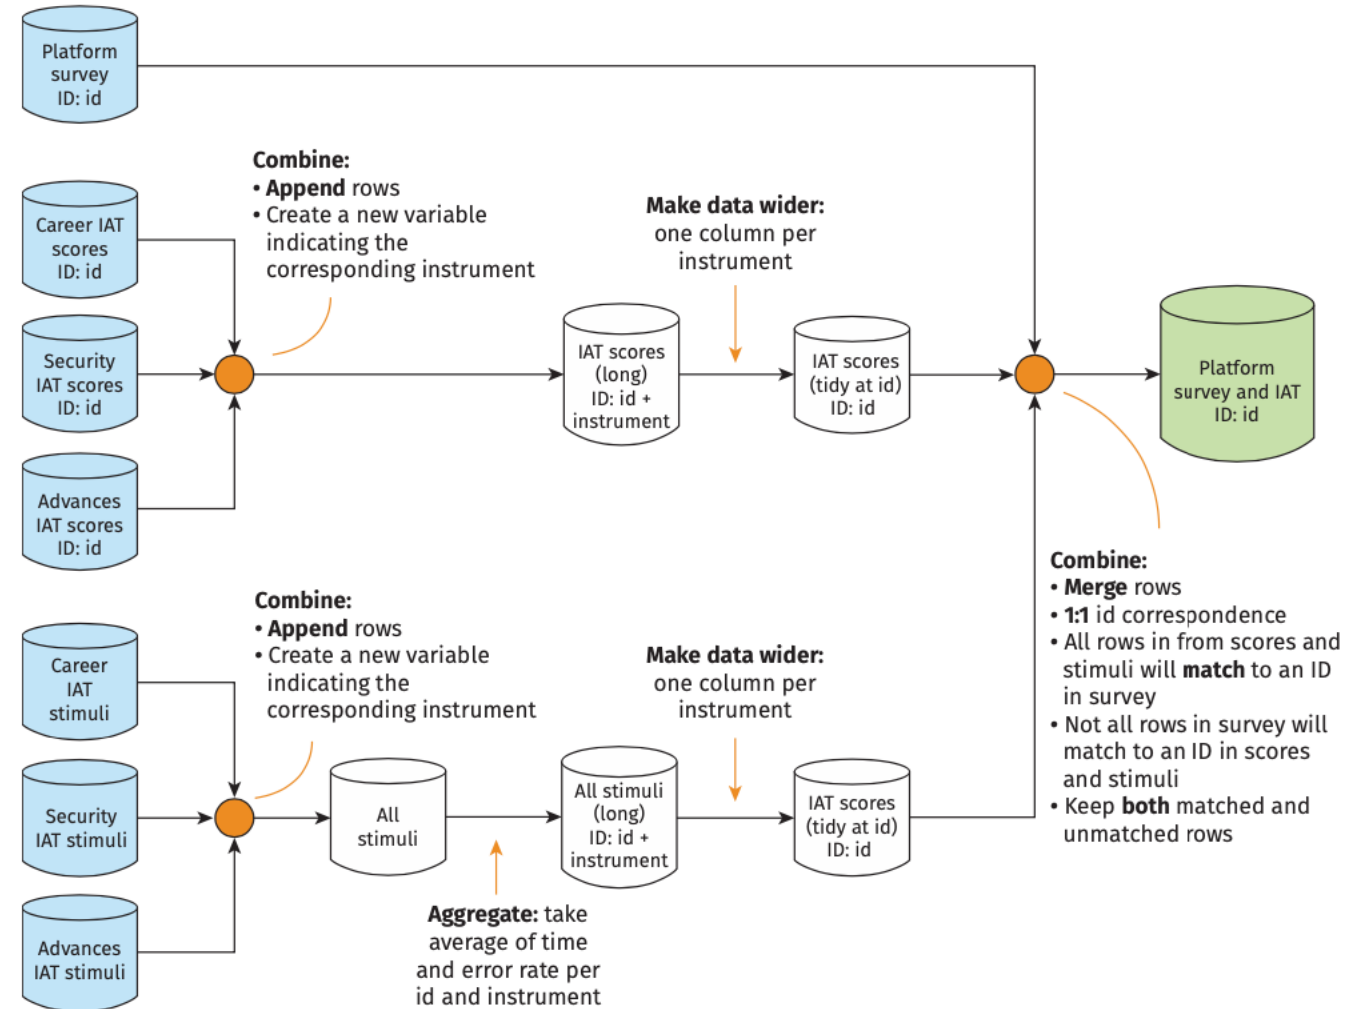 Platform
survey
ID: id
Combine:
• Append rows
• Create a new variable
indicating the
corresponding instrument
Career IAT
scores
ID: id
Security
IAT scores
ID: id
Advances
IAT scores
ID: id
IAT scores
(long)
ID: id +
instrument
Make data wider:
one column per
instrument
IAT scores
(tidy at id)
ID: id
Platform
survey and IAT
ID: id
Combine:
• Merge rows
• 1:1 id correspondence
• All rows in from scores and
stimuli will match to an ID
in survey
• Not all rows in survey will
match to an ID in scores
and stimuli
• Keep both matched and
unmatched rows
Combine:
• Append rows
• Create a new variable
indicating the
corresponding instrument
Career
IAT
stimuli
Security
IAT stimuli
Advances
IAT stimuli
All
stimuli
Aggregate: take
average of time
and error rate per
id and instrument
All stimuli
(long)
ID: id +
instrument
Make data wider:
one column per
instrument
IAT scores
(tidy at id)
ID: id